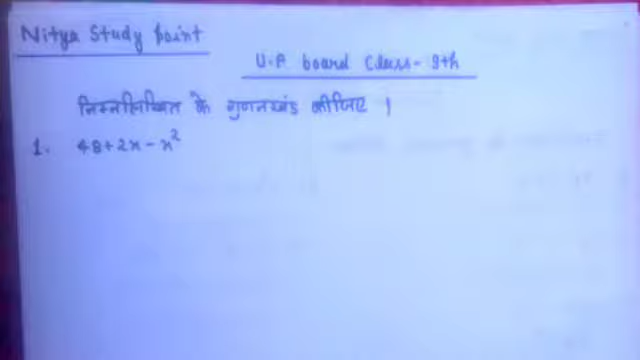 Nitya Study Point
U.P. board Class - 9th
निम्नलिखित के गुणनखंड कीजिए ।
1. 48+2x-x²